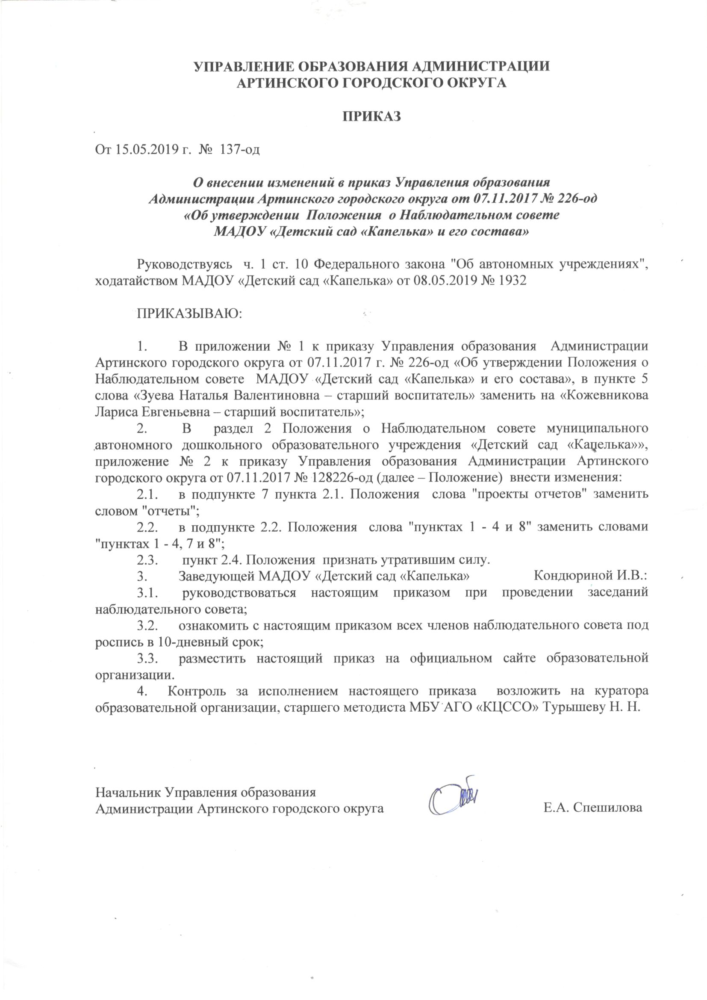 УПРАВЛЕНИЕ ОБРАЗОВАНИЯ АДМИНИСТРАЦИИ
АРТИНСКОГО ГОРОДСКОГО ОКРУГА
ПРИКАЗ
От 15.05.2019 г. № 137-од
О внесении изменений в приказ Управления образования
Администрации Артинского городского округа от 07.11.2017 № 226-од
«Об утверждении Положения о Наблюдательном совете
МАДОУ «Детский сад «Капелька» и его состава»
Руководствуясь ч. 1 ст. 10 Федерального закона "Об автономных учреждениях",
ходатайством МАДОУ «Детский сад «Капелька» от 08.05.2019 № 1932
ПРИКАЗЫВАЮ:
1. В приложении № 1 к приказу Управления образования Администрации
Артинского городского округа от 07.11.2017 г. № 226-од «Об утверждении Положения о
Наблюдательном совете МАДОУ «Детский сад «Капелька» и его состава», в пункте 5
слова «Зуева Наталья Валентиновна – старший воспитатель» заменить на «Кожевникова
Лариса Евгеньевна – старший воспитатель»;
2. В раздел 2 Положения о Наблюдательном совете муниципального
автономного дошкольного образовательного учреждения «Детский сад «Капелька»»,
приложение № 2 к приказу Управления образования Администрации Артинского
городского округа от 07.11.2017 № 128226-од (далее – Положение) внести изменения:
2.1. в подпункте 7 пункта 2.1. Положения слова "проекты отчетов" заменить
словом "отчеты";
2.2. в подпункте 2.2. Положения слова "пунктах 1 - 4 и 8" заменить словами
"пунктах 1 - 4, 7 и 8";
2.3. пункт 2.4. Положения признать утратившим силу.
3. Заведующей МАДОУ «Детский сад «Капелька» Кондюриной И.В.:
3.1. руководствоваться настоящим приказом при проведении заседаний
наблюдательного совета;
3.2. ознакомить с настоящим приказом всех членов наблюдательного совета под
роспись в 10-дневный срок;
3.3. разместить настоящий приказ на официальном сайте образовательной
организации.
4. Контроль за исполнением настоящего приказа возложить на куратора
образовательной организации, старшего методиста МБУ АГО «КЦССО» Турышеву Н. Н.
Начальник Управления образования
Администрации Артинского городского округа Е.А. Спешилова